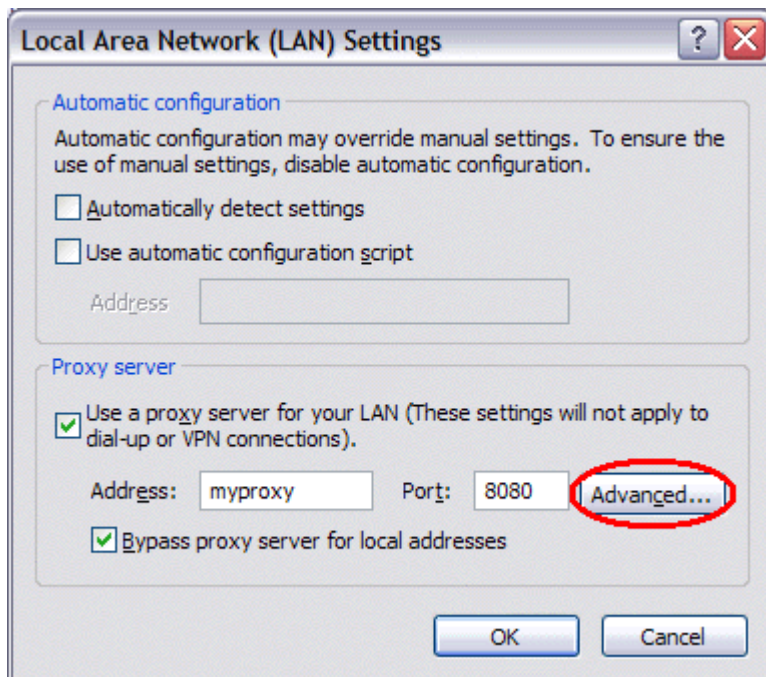 Local Area Network (LAN) Settings
?
Automatic configuration
Automatic configuration may override manual settings. To ensure the
use of manual settings, disable automatic configuration.
Automatically detect settings
Use automatic configuration script
Address
Proxy server
Use a proxy server for your LAN (These settings will not apply to
dial-up or VPN connections).
Address: myproxy Port: 8080 Advanced...
Bypass proxy server for local addresses
OK Cancel